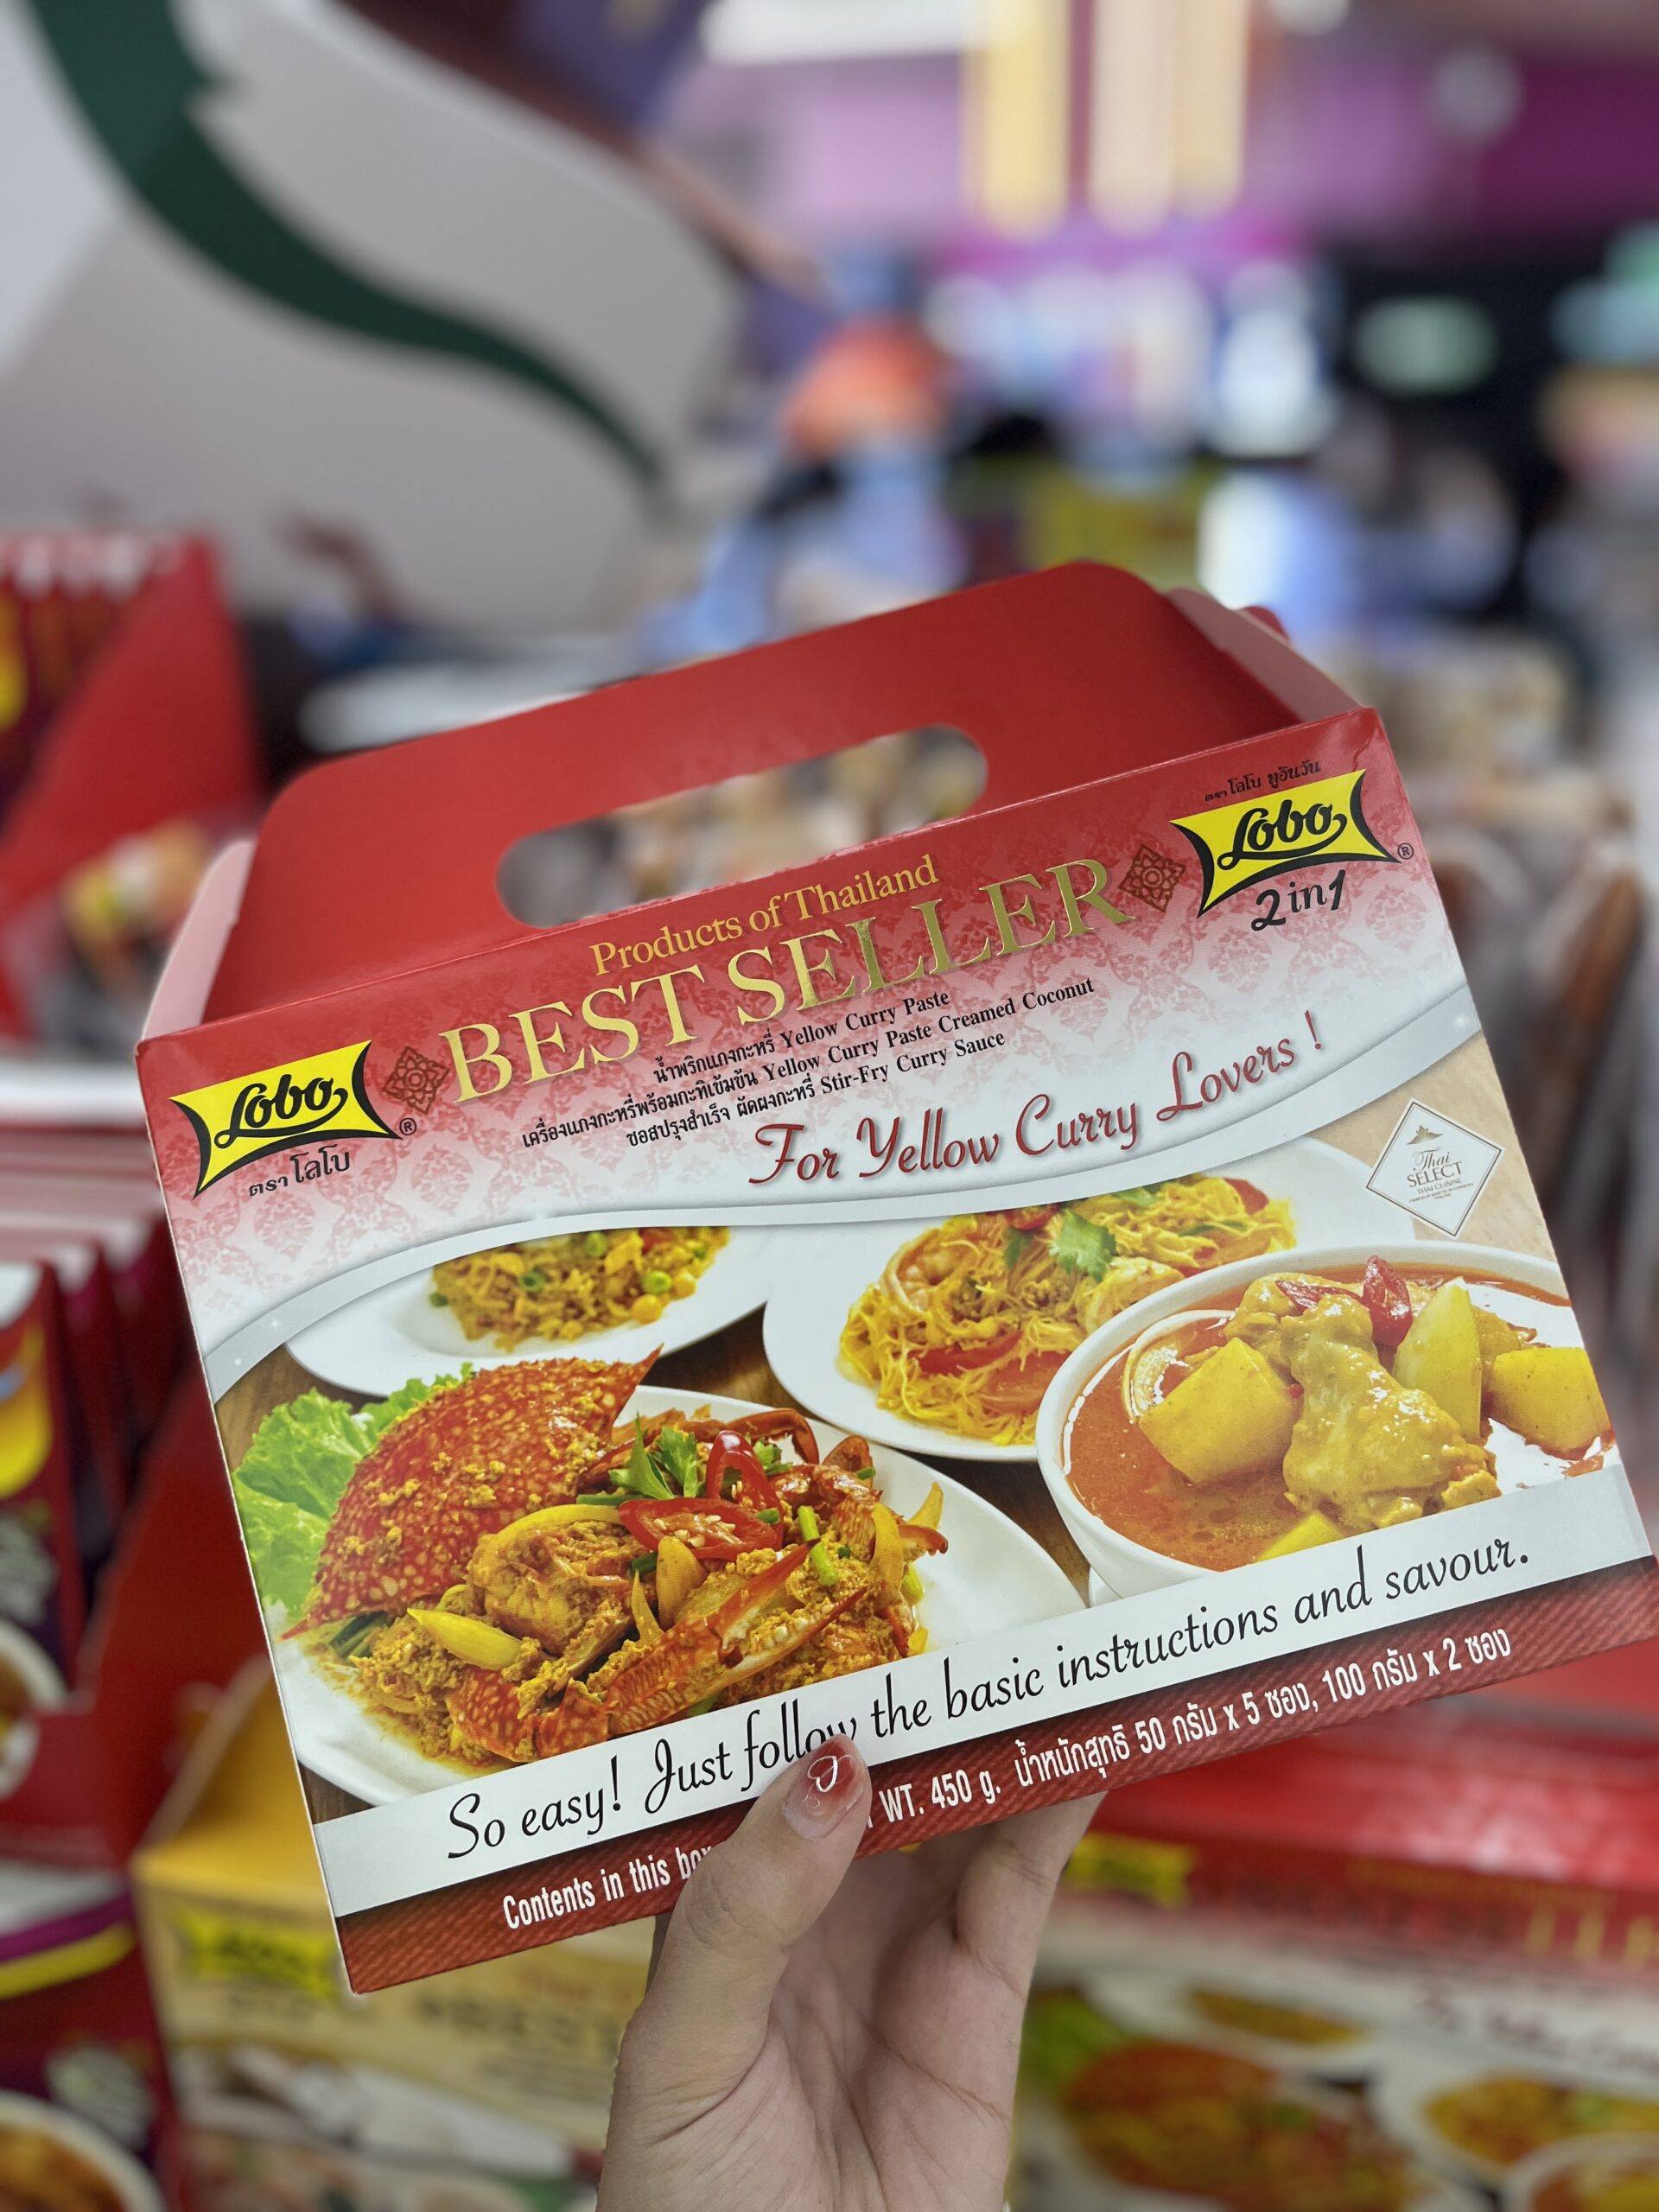 ตรา โลโบ ทูอินวัน
Lobo ®
2in1
Products of Thailand
BEST SELLER
Lobo ®
ตรา โลโบ
น้ำพริกแกงกะหรี่ Yellow Curry Paste
เครื่องแกงกะหรี่พร้อมกะทิเข้มข้น Yellow Curry Paste Creamed Coconut
ซอสปรุงสำเร็จ ผัดผงกะหรี่ Stir-Fry Curry Sauce
For Yellow Curry Lovers !
Thai
SELECT
THAI CUISINE
So easy! Just follow the basic instructions and savour.
Contents in this WT. 450 g. น้ำหนักสุทธิ 50 กรัม x 5 ซอง, 100 กรัม x 2 ซอง